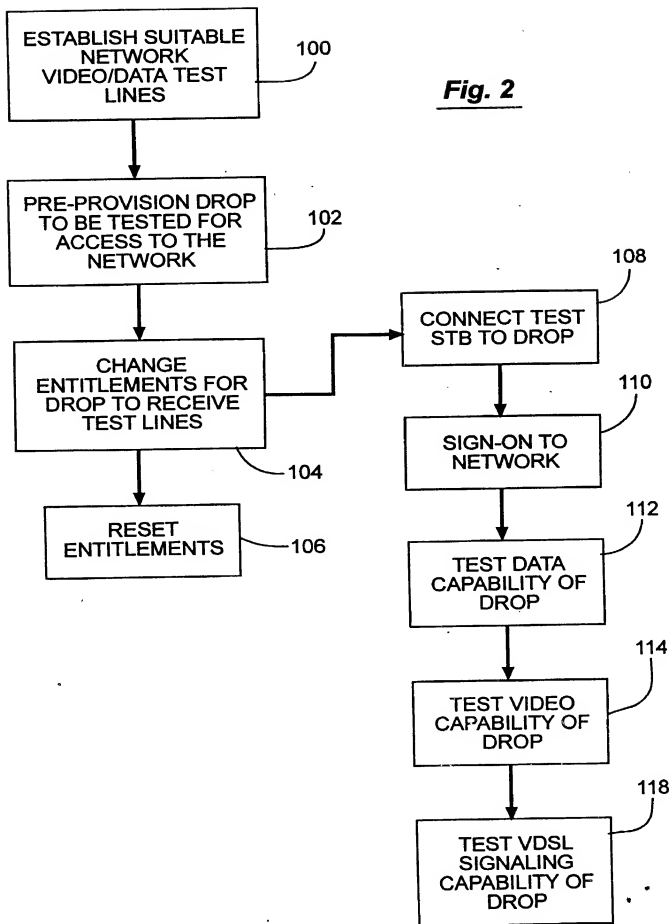 ESTABLISH SUITABLE
NETWORK
VIDEO/DATA TEST
LINES
100
Fig. 2
PRE-PROVISION DROP
TO BE TESTED FOR
ACCESS TO THE
NETWORK
102
CHANGE
ENTITLEMENTS FOR
DROP TO RECEIVE
TEST LINES
104
RESET
ENTITLEMENTS
106
108
CONNECT TEST
STB TO DROP
110
SIGN-ON TO
NETWORK
112
TEST DATA
CAPABILITY OF
DROP
114
TEST VIDEO
CAPABILITY OF
DROP
118
TEST VDSL
SIGNALING
CAPABILITY OF
DROP